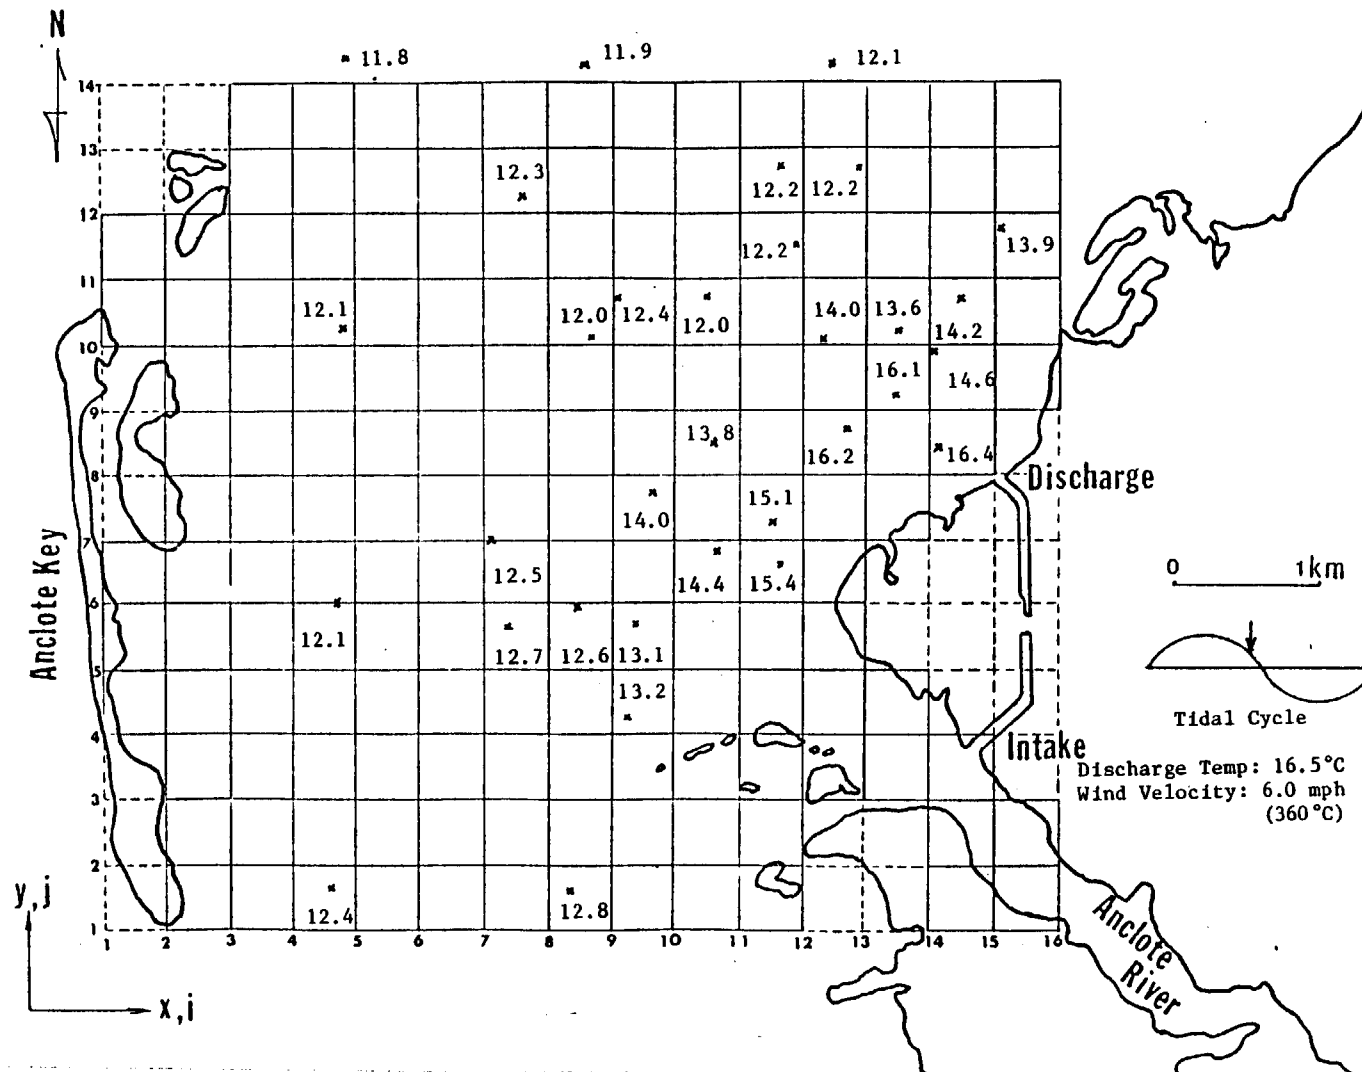 N
11.8 11.9 12.1
14
13
12.3
12.2 12.2
12
12.2 13.9
11
12.1 12.0 12.4 12.0 14.0 13.6 14.2
10
16.1 14.6
9
13.8 16.2 16.4
8
Discharge
15.1
14.0
7
12.5 14.4 15.4
0 1km
6
12.1 12.7 12.6 13.1
5
13.2
Tidal Cycle
4
Intake
Discharge Temp: 16.5°C
Wind Velocity: 6.0 mph
(360°C)
3
2
12.4 12.8
1
1 2 3 4 5 6 7 8 9 10 11 12 13 14 15 16
Anclote Key
Anclote
River
y,j
x,i